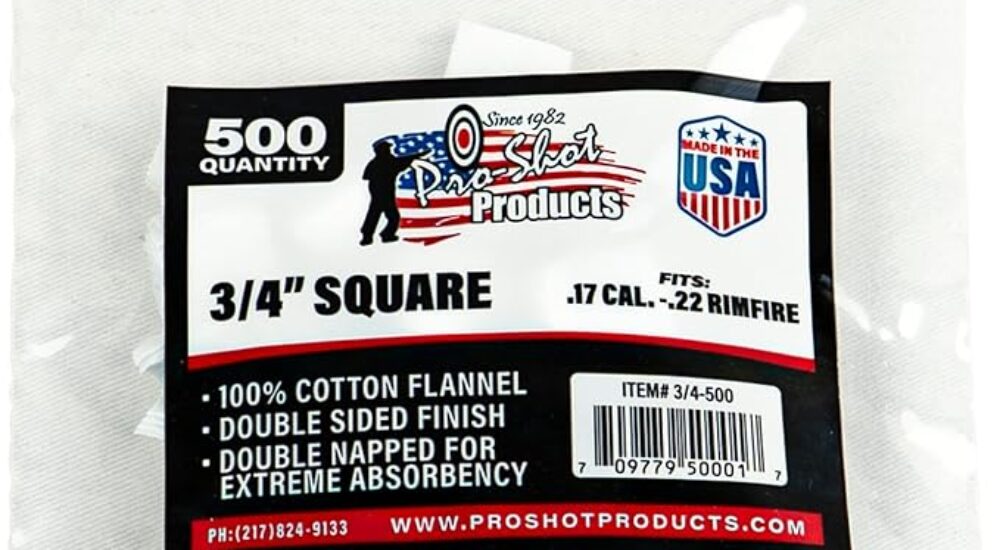 500
QUANTITY
Since 1982
Pro-Shot
Products
MADE IN THE
USA
3/4" SQUARE
FITS:
.17 CAL. -.22 RIMFIRE
• 100% COTTON FLANNEL
• DOUBLE SIDED FINISH
• DOUBLE NAPPED FOR
EXTREME ABSORBENCY
ITEM# 3/4-500
7 09779 50001 7
PH:(217)824-9133 WWW.PROSHOTPRODUCTS.COM